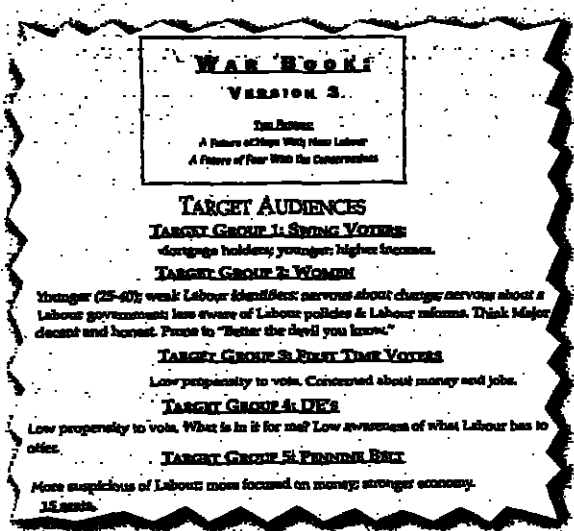 WAR BOOK:
VERSION 3.
THE FUTURE:
A Future of Hope With New Labour
A Future of Fear With the Conservatives
TARGET AUDIENCES
TARGET GROUP 1: SWING VOTERS:
Mortgage holders; younger; higher incomes.
TARGET GROUP 2: WOMEN
Younger (25-40); weak Labour identifiers; nervous about change; nervous about a
Labour government; less aware of Labour policies & Labour reforms. Think Major
decent and honest. Prone to "Better the devil you know."
TARGET GROUP 3: FIRST TIME VOTERS
Low propensity to vote. Concerned about money and jobs.
TARGET GROUP 4: DE's
Low propensity to vote. What is in it for me? Low awareness of what Labour has to
offer.
TARGET GROUP 5: PENNINE BELT
More suspicious of Labour; more focused on money; stronger economy.
15 seats.